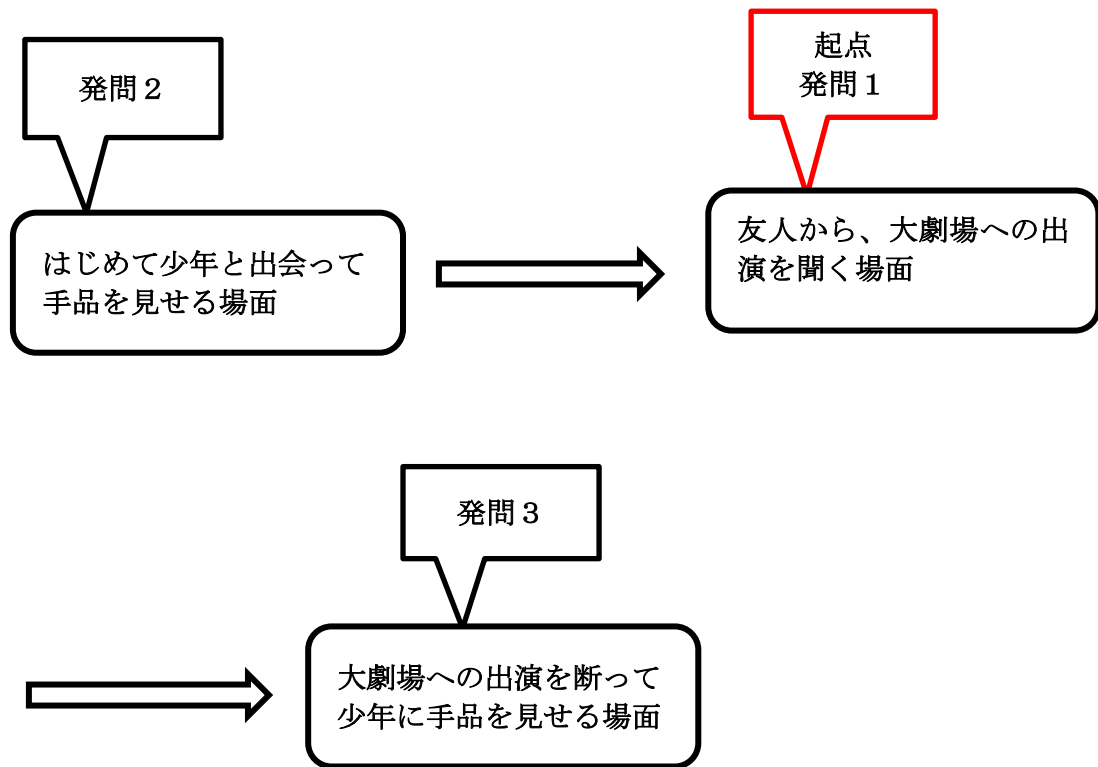 発問２
起点
発問１
はじめて少年と出会って
手品を見せる場面
友人から、大劇場への出
演を聞く場面
発問３
大劇場への出演を断って
少年に手品を見せる場面